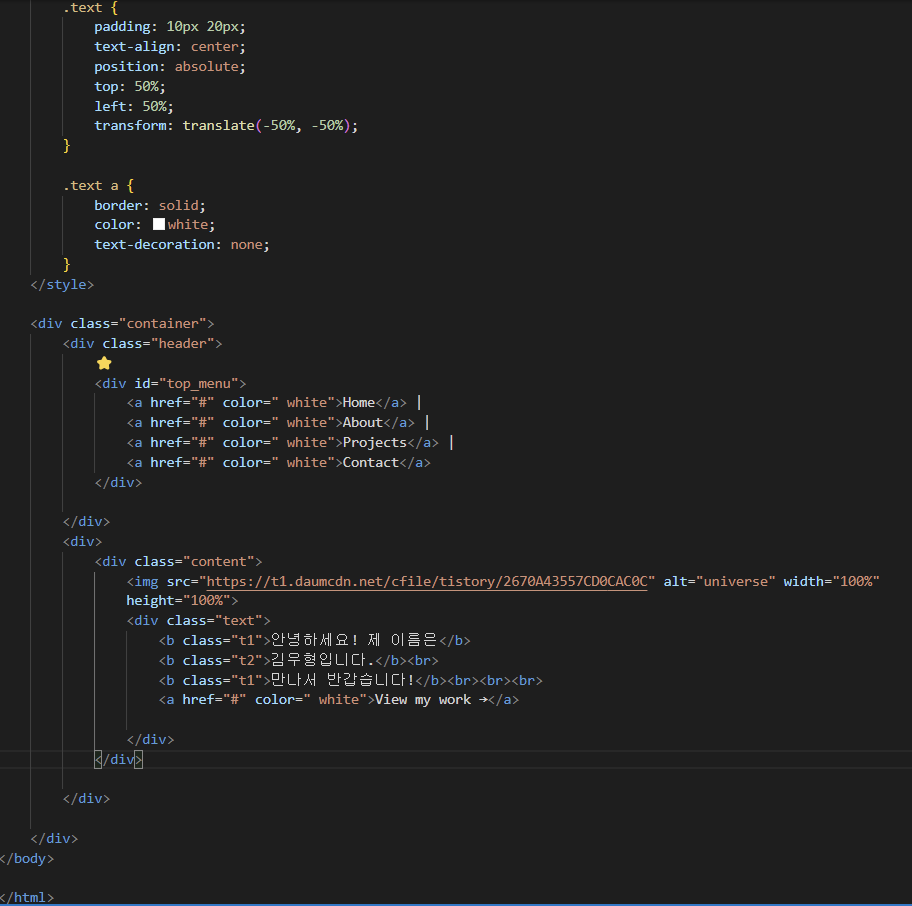 .text {
padding: 10px 20px;
text-align: center;
position: absolute;
top: 50%;
left: 50%;
transform: translate(-50%, -50%);
}
.text a {
border: solid;
color: white;
text-decoration: none;
}
</style>
<div class="container">
<div class="header">
⭐
<div id="top_menu">
<a href="#" color=" white">Home</a> |
<a href="#" color=" white">About</a> |
<a href="#" color=" white">Projects</a> |
<a href="#" color=" white">Contact</a>
</div>
</div>
<div>
<div class="content">
<img src="https://t1.daumcdn.net/cfile/tistory/2670A43557CD0CAC0C" alt="universe" width="100%"
height="100%">
<div class="text">
<b class="t1">안녕하세요! 제 이름은</b>
<b class="t2">김우형입니다.</b><br>
<b class="t1">만나서 반갑습니다!</b><br><br><br>
<a href="#" color=" white">View my work →</a>
</div>
</div>
</div>
</div>
</body>
</html>